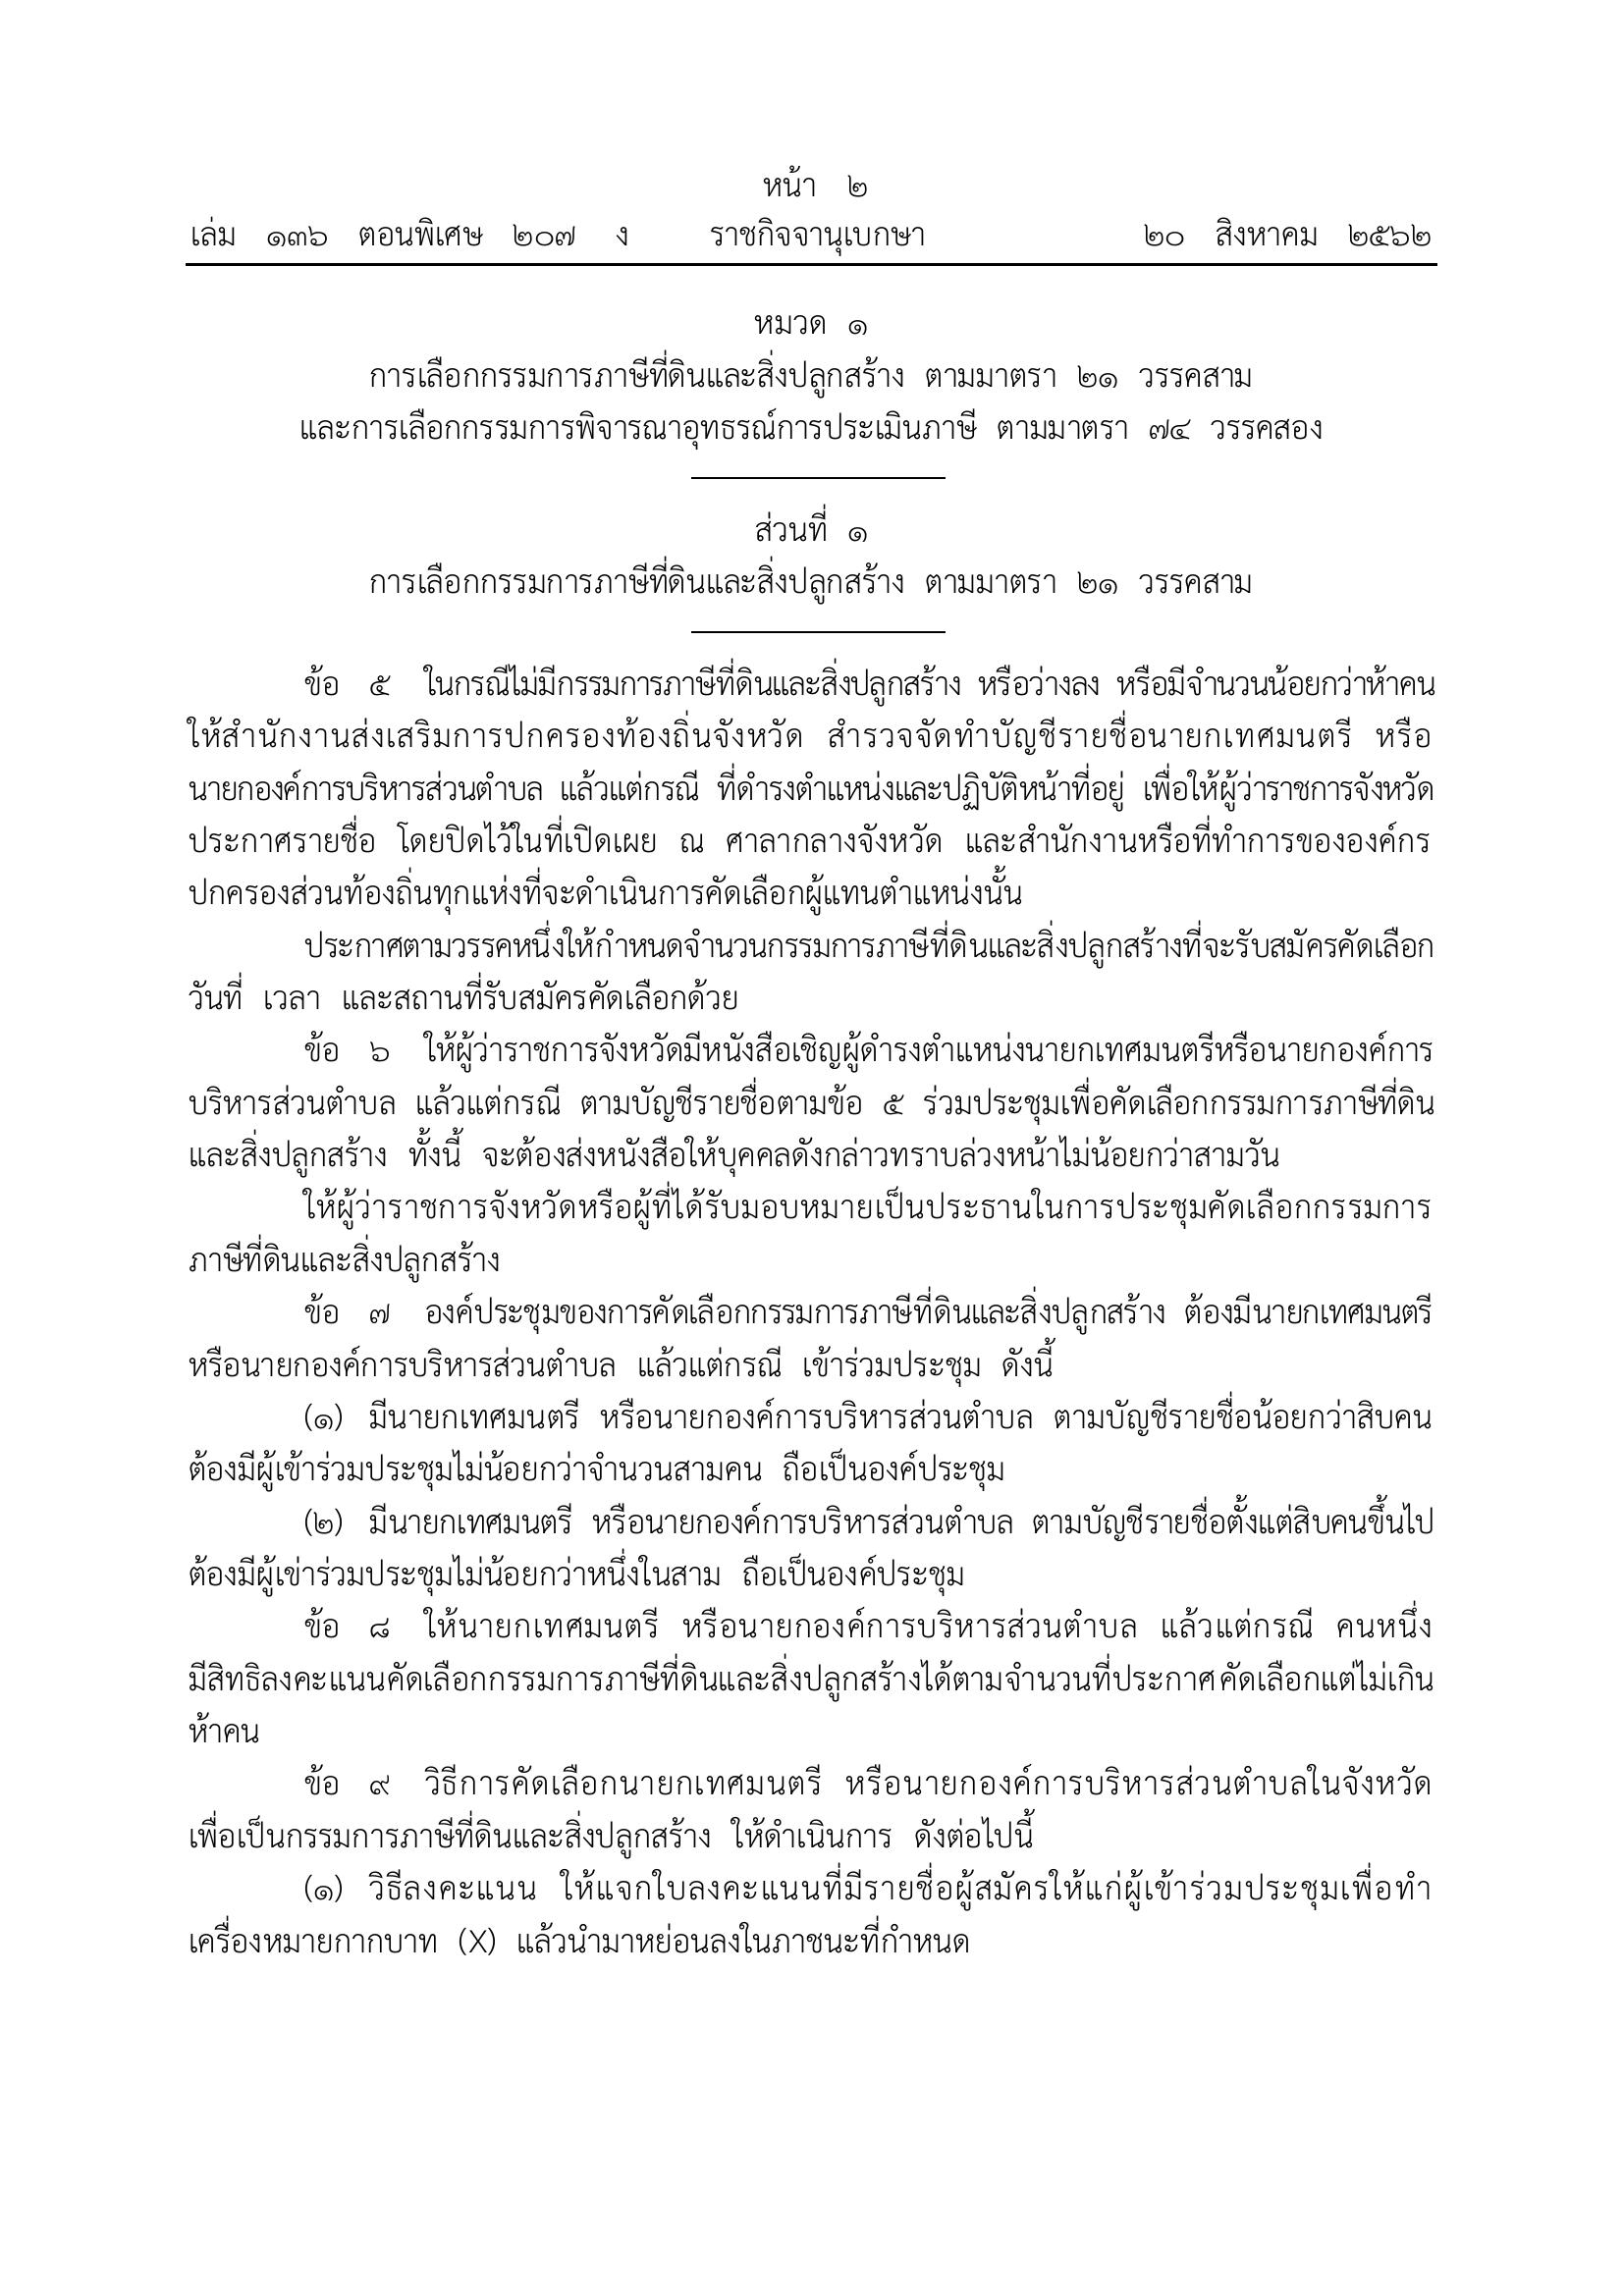 หน้า ๒
เล่ม ๑๓๖ ตอนพิเศษ ๒๐๗ ง ราชกิจจานุเบกษา ๒๐ สิงหาคม ๒๕๖๒
หมวด ๑
การเลือกกรรมการภาษีที่ดินและสิ่งปลูกสร้าง ตามมาตรา ๒๑ วรรคสาม
และการเลือกกรรมการพิจารณาอุทธรณ์การประเมินภาษี ตามมาตรา ๗๔ วรรคสอง
ส่วนที่ ๑
การเลือกกรรมการภาษีที่ดินและสิ่งปลูกสร้าง ตามมาตรา ๒๑ วรรคสาม
ข้อ ๕ ในกรณีไม่มีกรรมการภาษีที่ดินและสิ่งปลูกสร้าง หรือว่างลง หรือมีจำนวนน้อยกว่าห้าคน
ให้สำนักงานส่งเสริมการปกครองท้องถิ่นจังหวัด สำรวจจัดทำบัญชีรายชื่อนายกเทศมนตรี หรือ
นายกองค์การบริหารส่วนตำบล แล้วแต่กรณี ที่ดำรงตำแหน่งและปฏิบัติหน้าที่อยู่ เพื่อให้ผู้ว่าราชการจังหวัด
ประกาศรายชื่อ โดยปิดไว้ในที่เปิดเผย ณ ศาลากลางจังหวัด และสำนักงานหรือที่ทำการขององค์กร
ปกครองส่วนท้องถิ่นทุกแห่งที่จะดำเนินการคัดเลือกผู้แทนตำแหน่งนั้น
ประกาศตามวรรคหนึ่งให้กำหนดจำนวนกรรมการภาษีที่ดินและสิ่งปลูกสร้างที่จะรับสมัครคัดเลือก
วันที่ เวลา และสถานที่รับสมัครคัดเลือกด้วย
ข้อ ๖ ให้ผู้ว่าราชการจังหวัดมีหนังสือเชิญผู้ดำรงตำแหน่งนายกเทศมนตรีหรือนายกองค์การ
บริหารส่วนตำบล แล้วแต่กรณี ตามบัญชีรายชื่อตามข้อ ๕ ร่วมประชุมเพื่อคัดเลือกกรรมการภาษีที่ดิน
และสิ่งปลูกสร้าง ทั้งนี้ จะต้องส่งหนังสือให้บุคคลดังกล่าวทราบล่วงหน้าไม่น้อยกว่าสามวัน
ให้ผู้ว่าราชการจังหวัดหรือผู้ที่ได้รับมอบหมายเป็นประธานในการประชุมคัดเลือกกรรมการ
ภาษีที่ดินและสิ่งปลูกสร้าง
ข้อ ๗ องค์ประชุมของการคัดเลือกกรรมการภาษีที่ดินและสิ่งปลูกสร้าง ต้องมีนายกเทศมนตรี
หรือนายกองค์การบริหารส่วนตำบล แล้วแต่กรณี เข้าร่วมประชุม ดังนี้
(๑) มีนายกเทศมนตรี หรือนายกองค์การบริหารส่วนตำบล ตามบัญชีรายชื่อน้อยกว่าสิบคน
ต้องมีผู้เข้าร่วมประชุมไม่น้อยกว่าจำนวนสามคน ถือเป็นองค์ประชุม
(๒) มีนายกเทศมนตรี หรือนายกองค์การบริหารส่วนตำบล ตามบัญชีรายชื่อตั้งแต่สิบคนขึ้นไป
ต้องมีผู้เข่าร่วมประชุมไม่น้อยกว่าหนึ่งในสาม ถือเป็นองค์ประชุม
ข้อ ๘ ให้นายกเทศมนตรี หรือนายกองค์การบริหารส่วนตำบล แล้วแต่กรณี คนหนึ่ง
มีสิทธิลงคะแนนคัดเลือกกรรมการภาษีที่ดินและสิ่งปลูกสร้างได้ตามจำนวนที่ประกาศคัดเลือกแต่ไม่เกิน
ห้าคน
ข้อ ๙ วิธีการคัดเลือกนายกเทศมนตรี หรือนายกองค์การบริหารส่วนตำบลในจังหวัด
เพื่อเป็นกรรมการภาษีที่ดินและสิ่งปลูกสร้าง ให้ดำเนินการ ดังต่อไปนี้
(๑) วิธีลงคะแนน ให้แจกใบลงคะแนนที่มีรายชื่อผู้สมัครให้แก่ผู้เข้าร่วมประชุมเพื่อทำ
เครื่องหมายกากบาท (X) แล้วนำมาหย่อนลงในภาชนะที่กำหนด